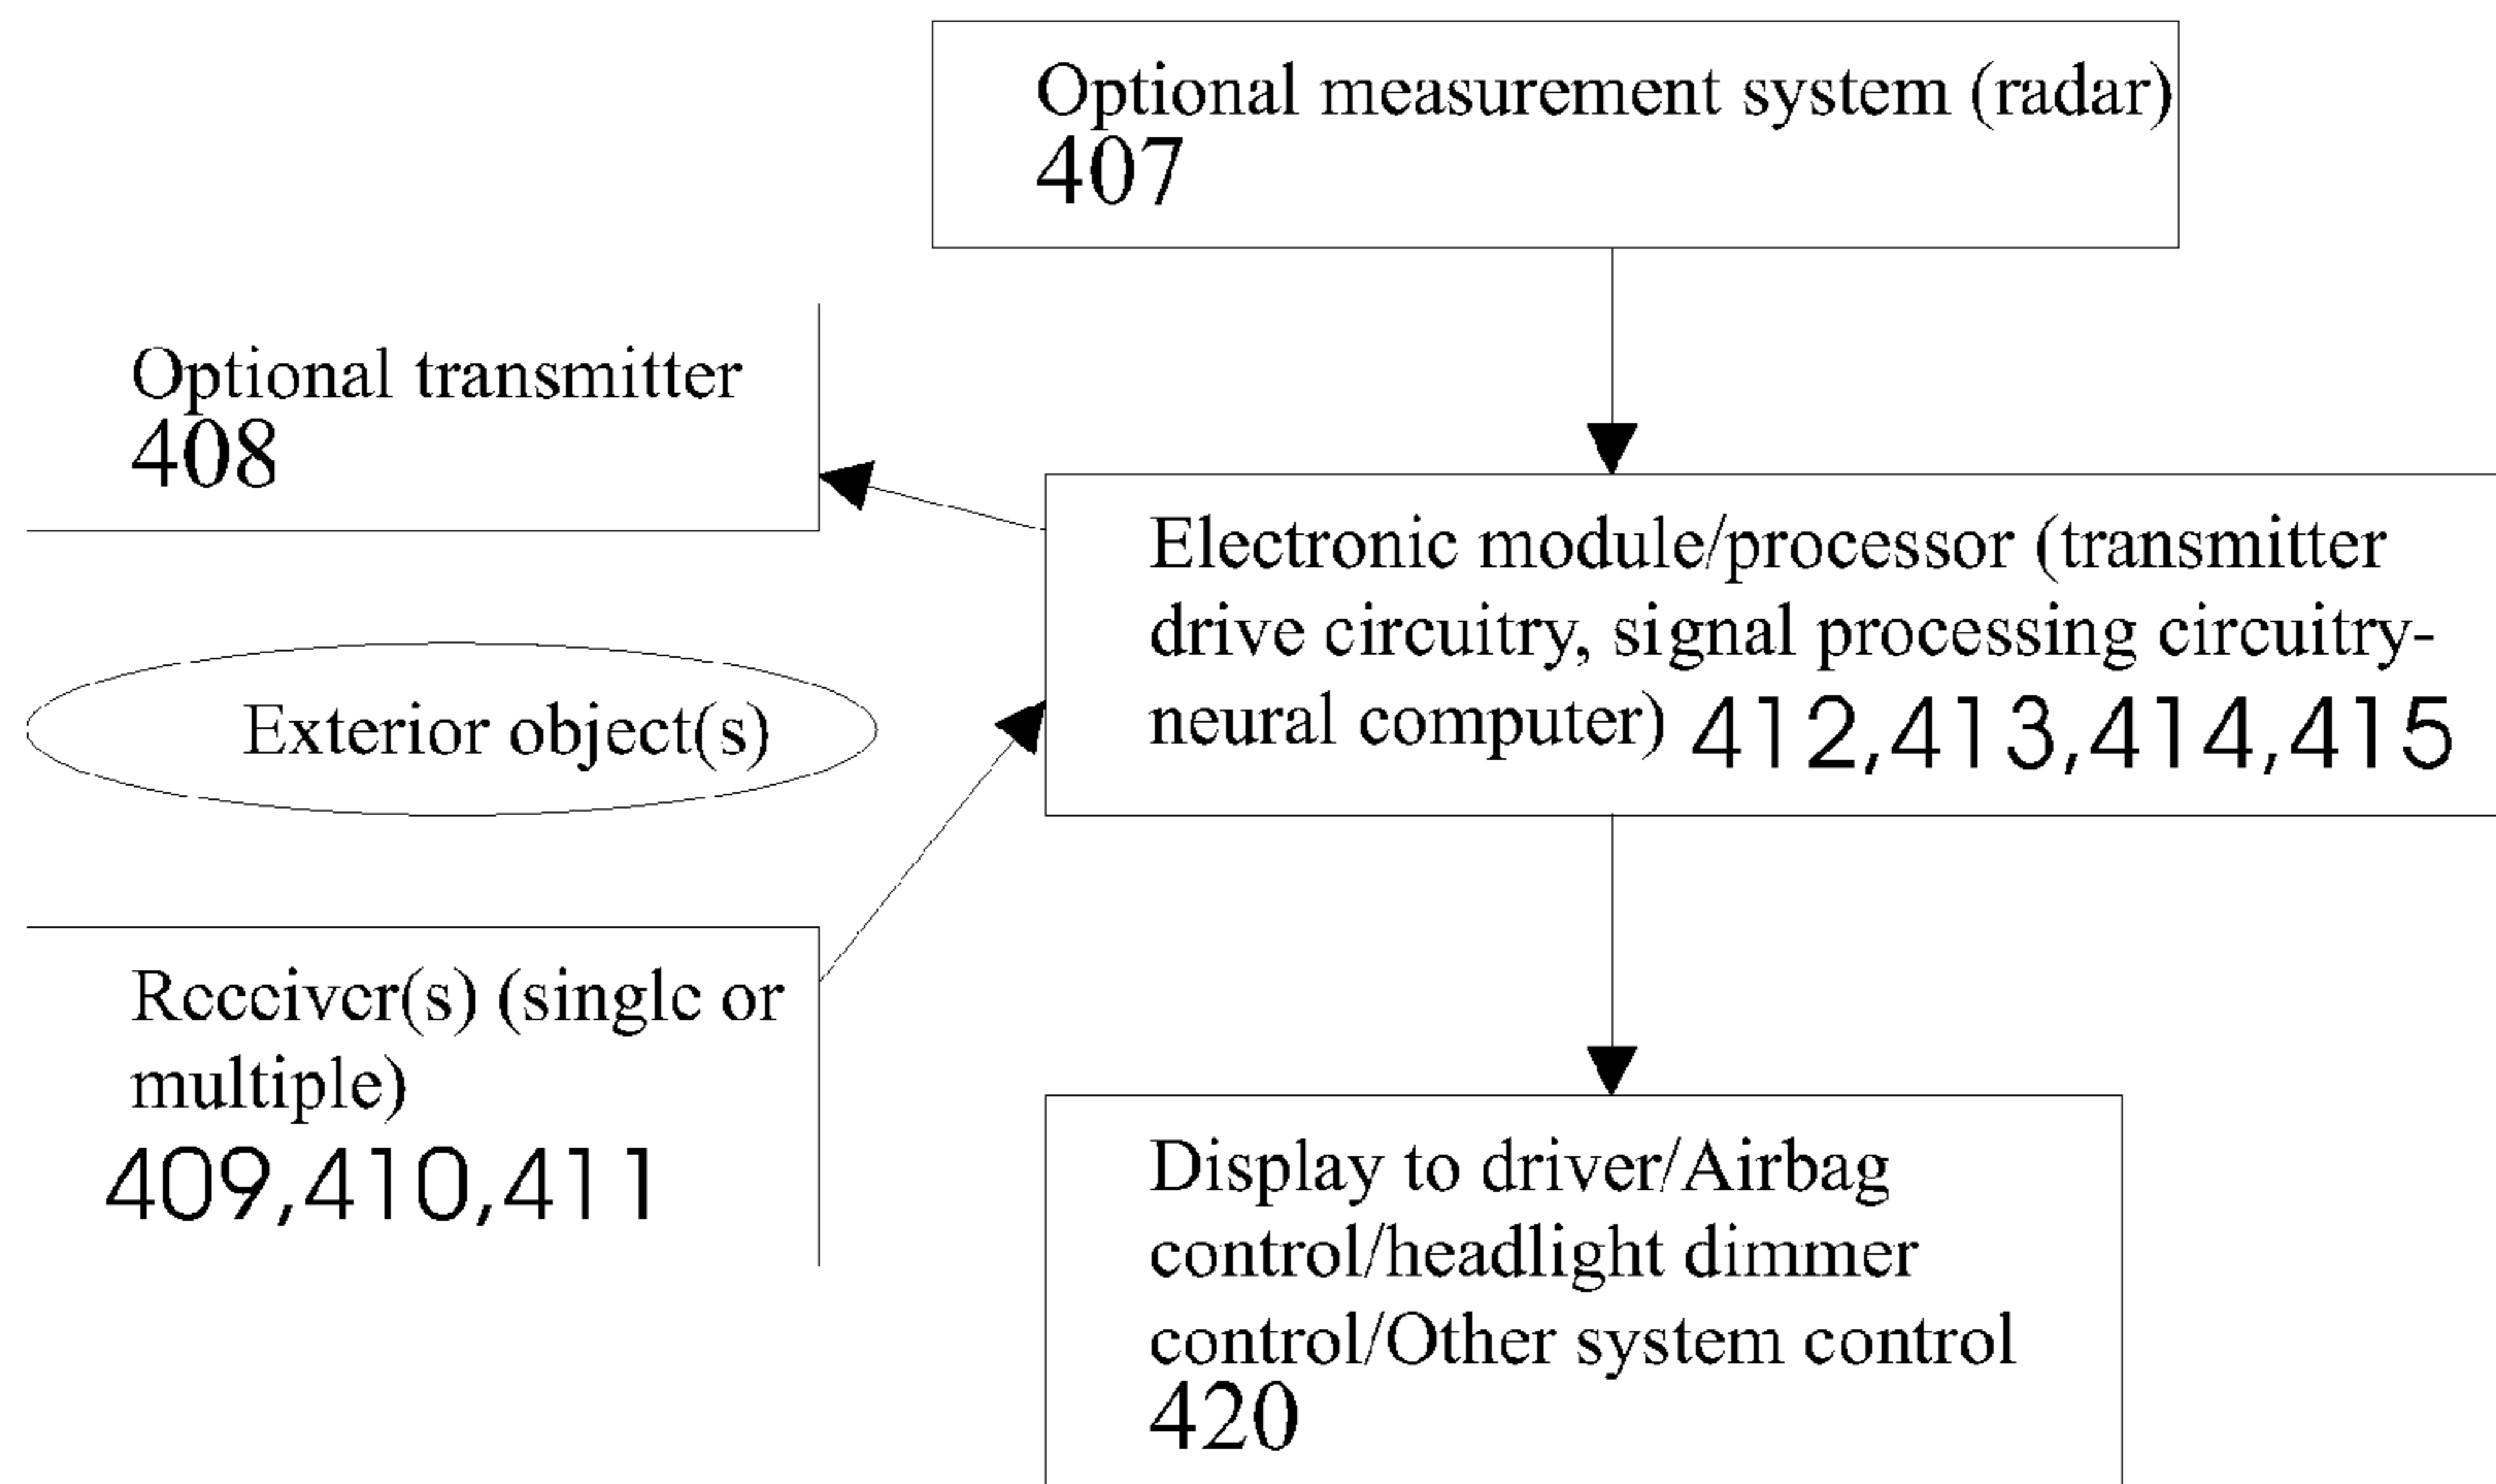 Optional measurement system (radar)
407
Optional transmitter
408
Electronic module/processor (transmitter
drive circuitry, signal processing circuitry-
neural computer) 412,413,414,415
Exterior object(s)
Receiver(s) (single or
multiple)
409,410,411
Display to driver/Airbag
control/headlight dimmer
control/Other system control
420